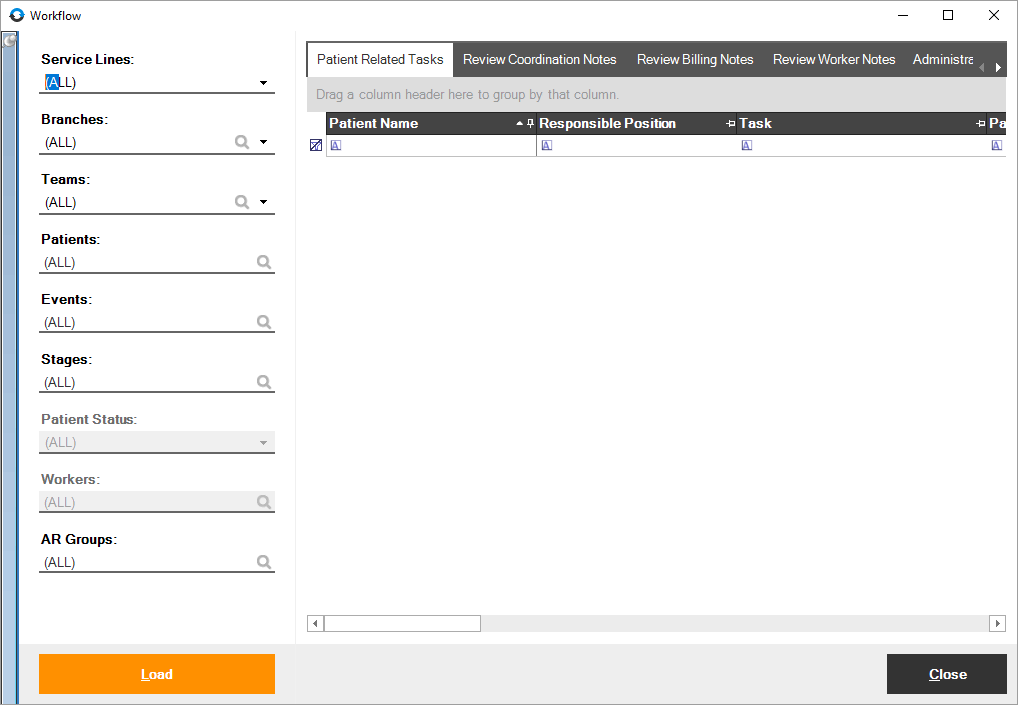 Workflow
Service Lines:
(ALL)
Branches:
(ALL)
Teams:
(ALL)
Patients:
(ALL)
Events:
(ALL)
Stages:
(ALL)
Patient Status:
(ALL)
Workers:
(ALL)
AR Groups:
(ALL)
Load
Patient Related Tasks Review Coordination Notes Review Billing Notes Review Worker Notes Administra
Drag a column header here to group by that column.
Patient Name Responsible Position Task Pa
A A A A
Close